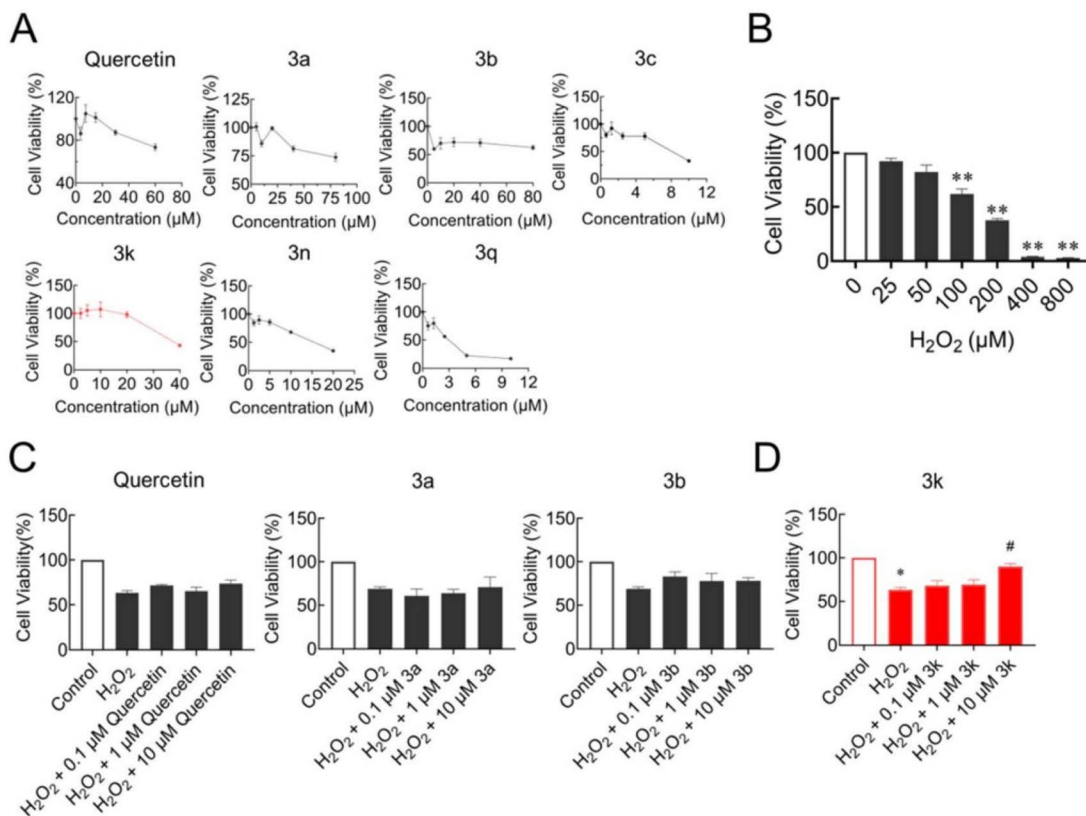 A
Quercetin
Cell Viability (%)
120
100
80
60
40
0 20 40 60 80
Concentration (µM)
3a
Cell Viability (%)
125
100
75
50
0 25 50 75 100
Concentration (µM)
3b
Cell Viability (%)
150
100
50
0
0 20 40 60 80
Concentration (µM)
3c
Cell Viability (%)
150
100
50
0
0 3 6 9 12
Concentration (µM)
3k
Cell Viability (%)
150
100
50
0
0 10 20 30 40
Concentration (µM)
3n
Cell Viability (%)
150
100
50
0
0 5 10 15 20 25
Concentration (µM)
3q
Cell Viability (%)
150
100
50
0
0 3 6 9 12
Concentration (µM)
B
Cell Viability (%)
150
100
50
0
** ** ** **
0 25 50 100 200 400 800
H₂O₂ (µM)
C
Quercetin
Cell Viability(%)
150
100
50
0
Control
H₂O₂
H₂O₂ + 0.1 µM Quercetin
H₂O₂ + 1 µM Quercetin
H₂O₂ + 10 µM Quercetin
3a
Cell Viability (%)
150
100
50
0
Control
H₂O₂
H₂O₂ + 0.1 µM 3a
H₂O₂ + 1 µM 3a
H₂O₂ + 10 µM 3a
3b
Cell Viability (%)
150
100
50
0
Control
H₂O₂
H₂O₂ + 0.1 µM 3b
H₂O₂ + 1 µM 3b
H₂O₂ + 10 µM 3b
D
3k
Cell Viability (%)
150
100
50
0
* #
Control
H₂O₂
H₂O₂ + 0.1 µM 3k
H₂O₂ + 1 µM 3k
H₂O₂ + 10 µM 3k